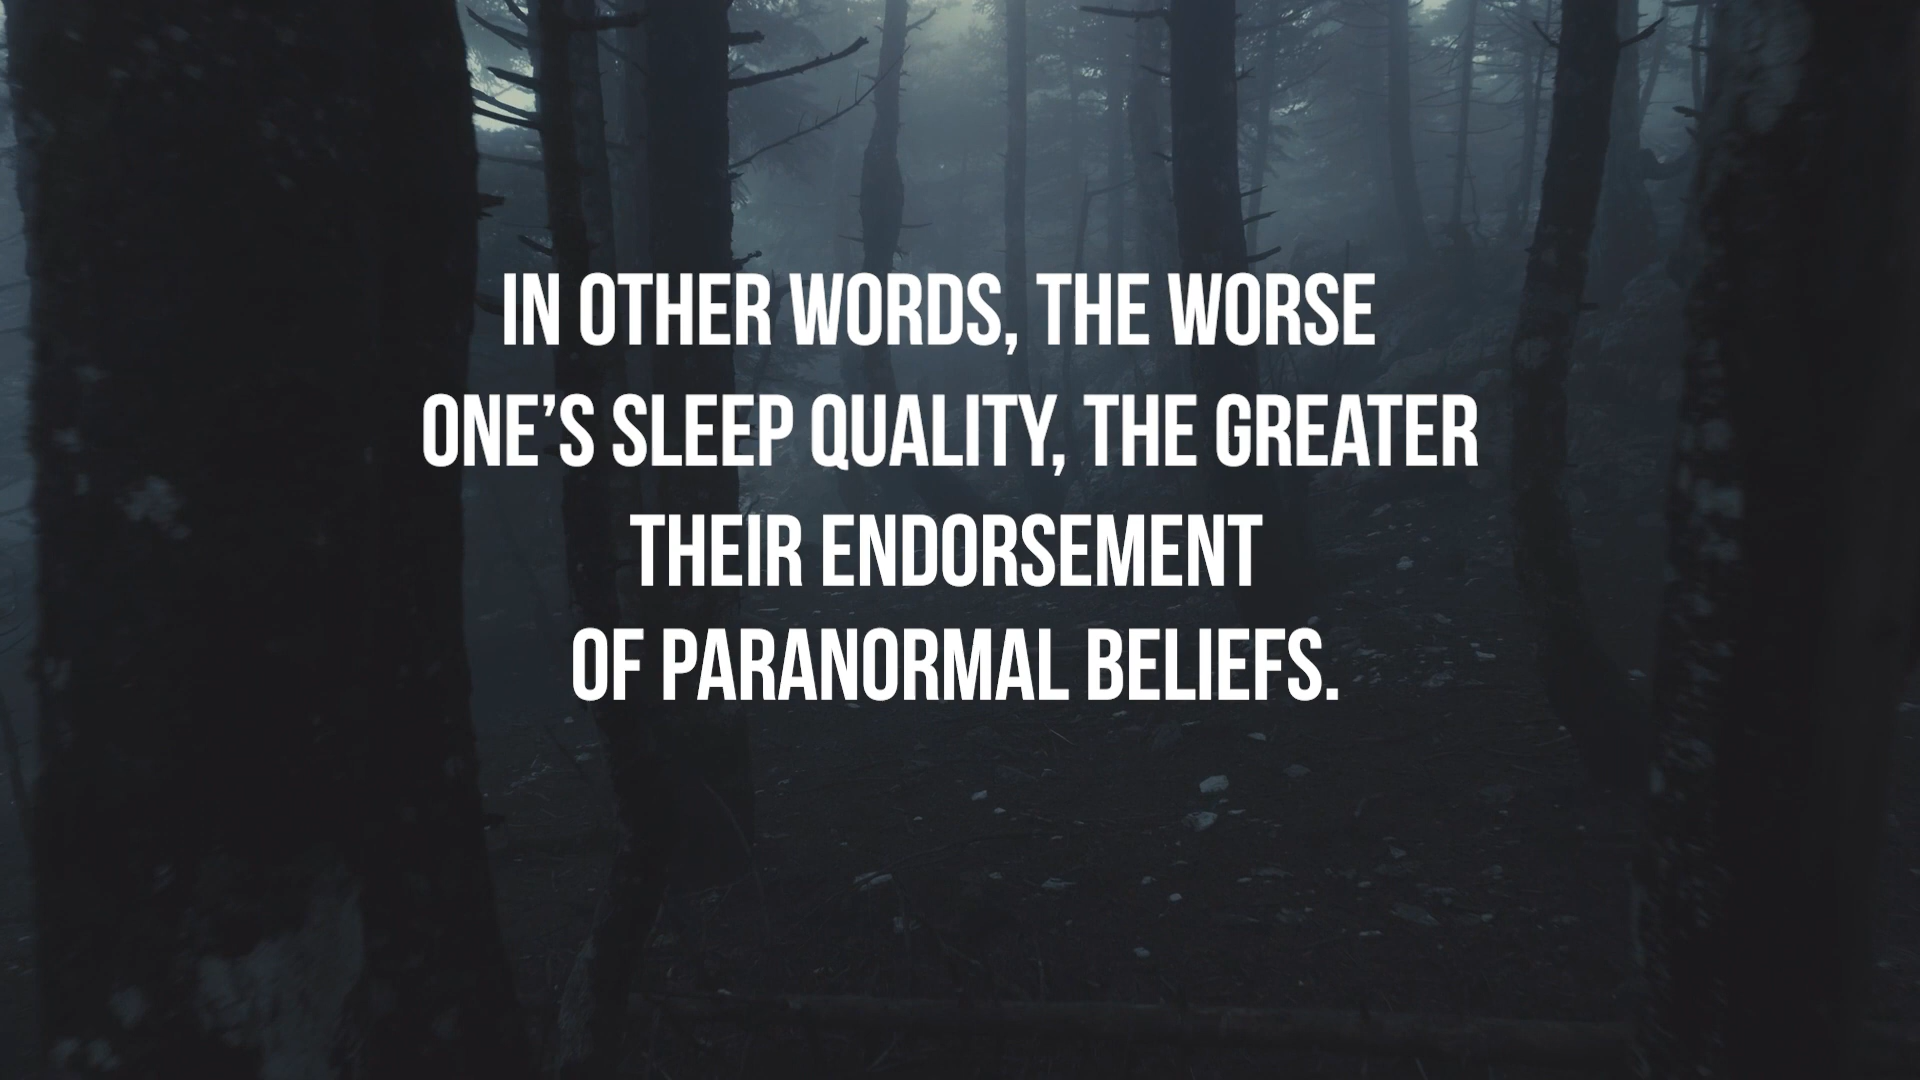 IN OTHER WORDS, THE WORSE
ONE’S SLEEP QUALITY, THE GREATER
THEIR ENDORSEMENT
OF PARANORMAL BELIEFS.